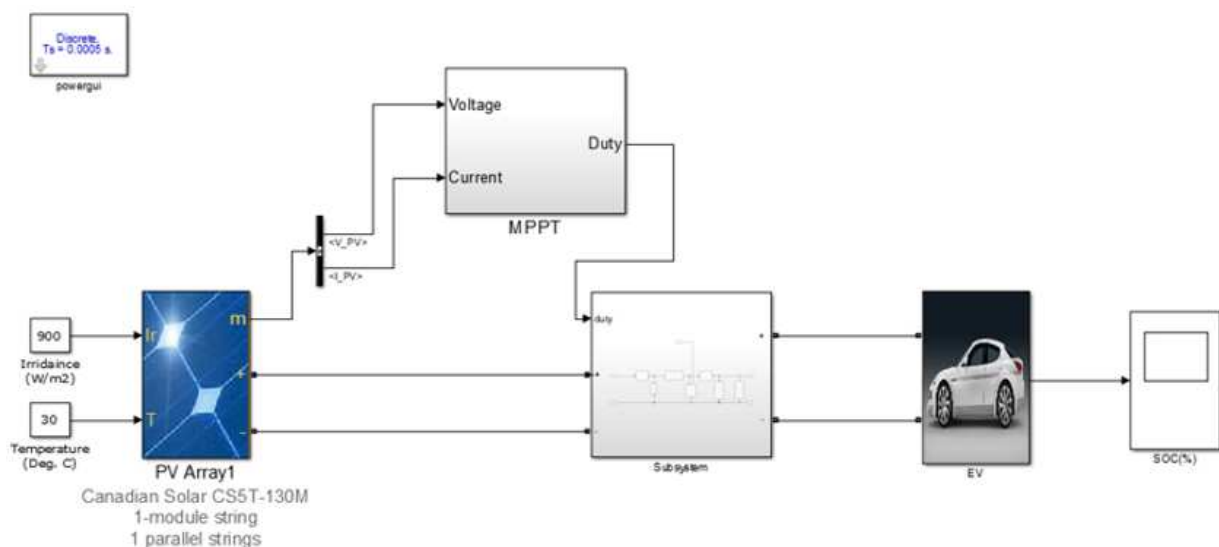 Discrete,
Ts = 0.0005 s.
powergui
Voltage
Duty
Current
MPPT
<V_PV>
<I_PV>
900
Irridaince
(W/m2)
30
Temperature
(Deg. C)
Ir
m
+
T
-
PV Array1
Canadian Solar CS5T-130M
1-module string
1 parallel strings
duty
+
-
+
-
Subsystem
EV
SOC(%)